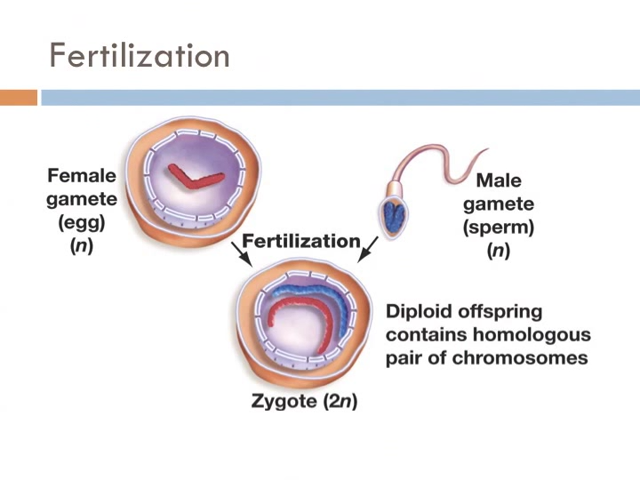 Fertilization
Female
gamete
(egg)
(n)
Male
gamete
(sperm)
(n)
Fertilization
Diploid offspring
contains homologous
pair of chromosomes
Zygote (2n)